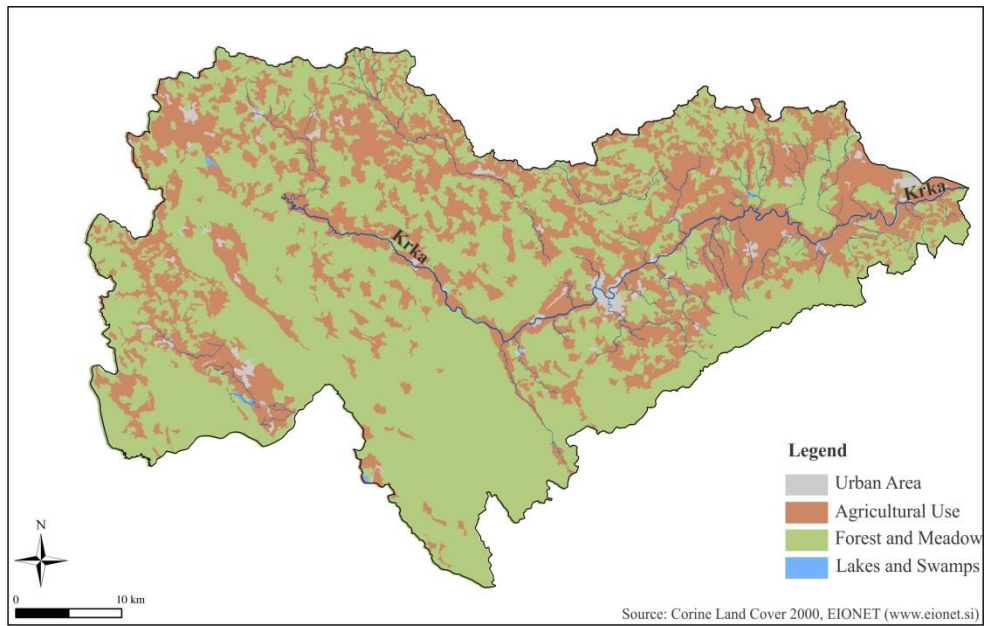 Krka
Krka
Legend
Urban Area
Agricultural Use
Forest and Meadow
Lakes and Swamps
N
0 10 km
Source: Corine Land Cover 2000, EIONET (www.eionet.si)